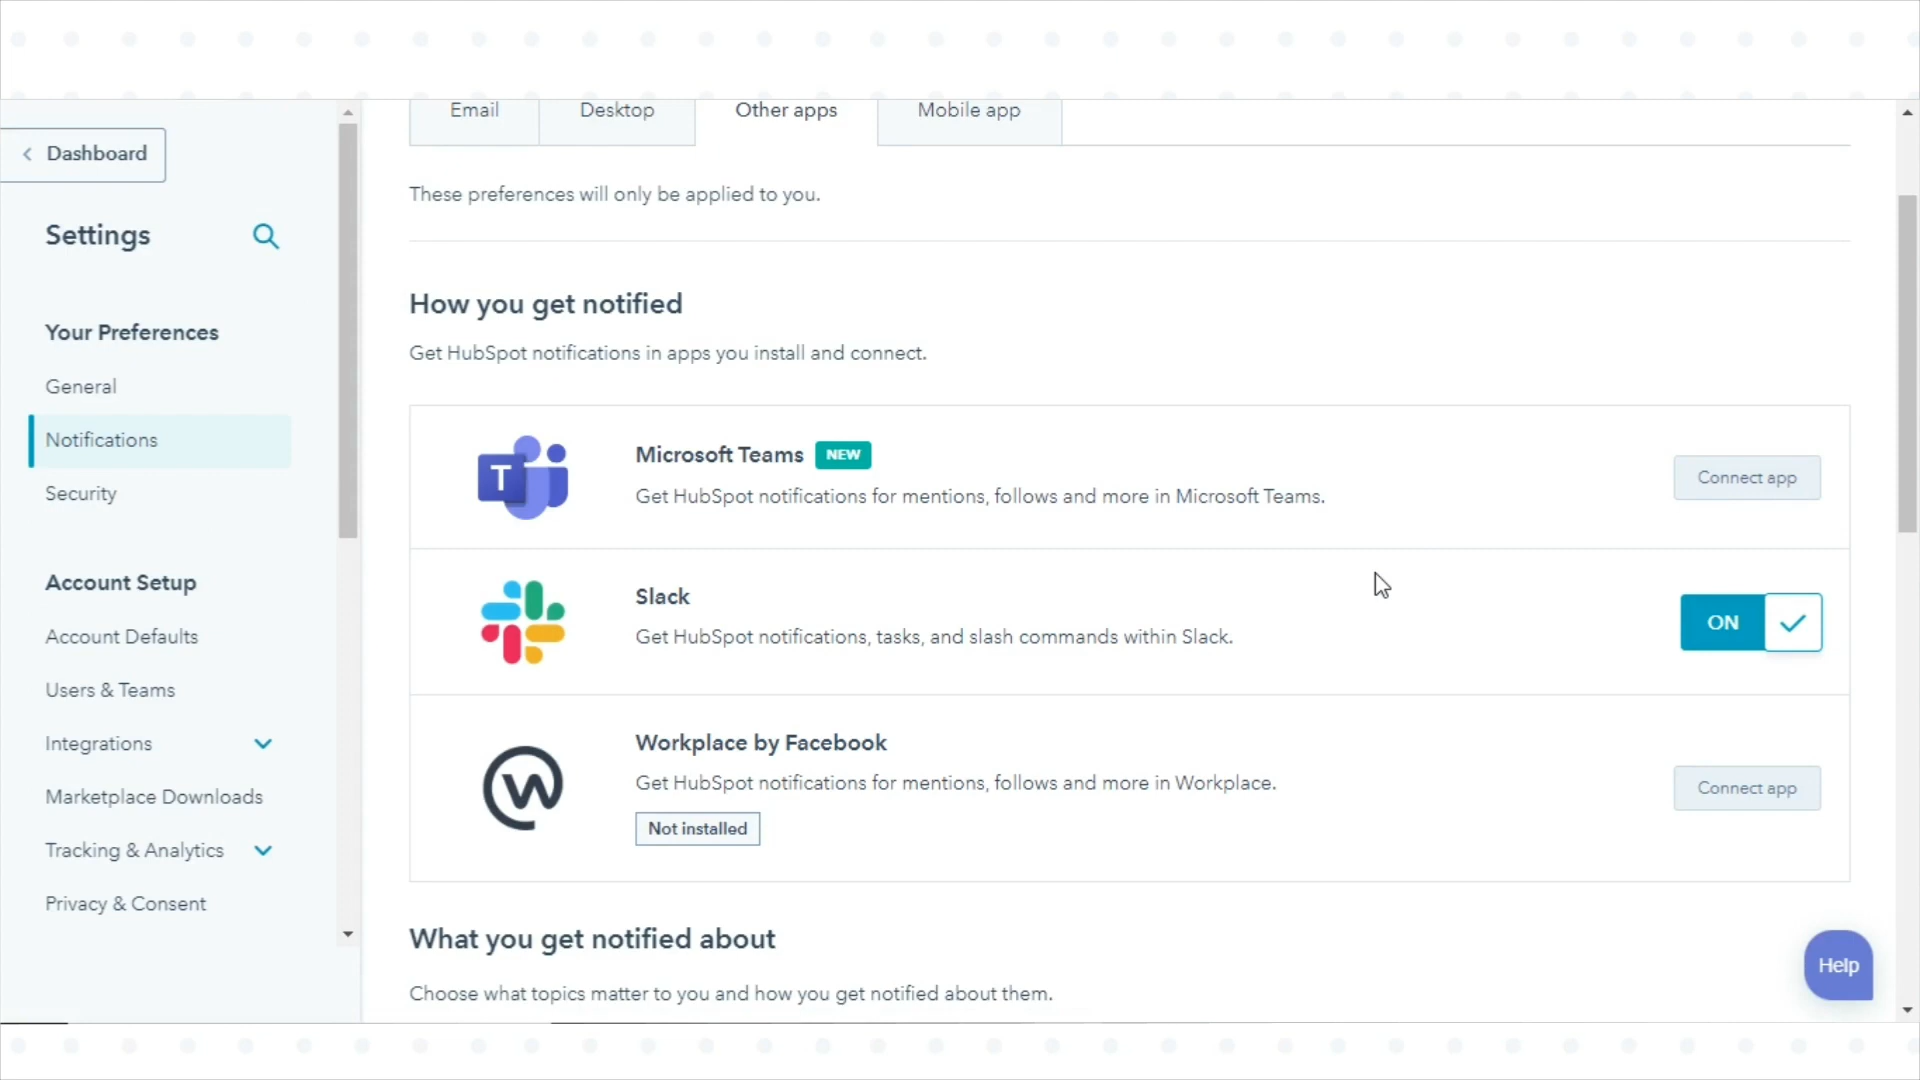 Email
Desktop
Other apps
Mobile app
Dashboard
These preferences will only be applied to you.
Settings
How you get notified
Your Preferences
Get HubSpot notifications in apps you install and connect.
General
Notifications
Security
Microsoft Teams NEW
Get HubSpot notifications for mentions, follows and more in Microsoft Teams.
Connect app
T
Account Setup
Account Defaults
Users & Teams
Integrations
Marketplace Downloads
Tracking & Analytics
Privacy & Consent
Slack
Get HubSpot notifications, tasks, and slash commands within Slack.
ON
Workplace by Facebook
Get HubSpot notifications for mentions, follows and more in Workplace.
Not installed
Connect app
What you get notified about
Choose what topics matter to you and how you get notified about them.
Help